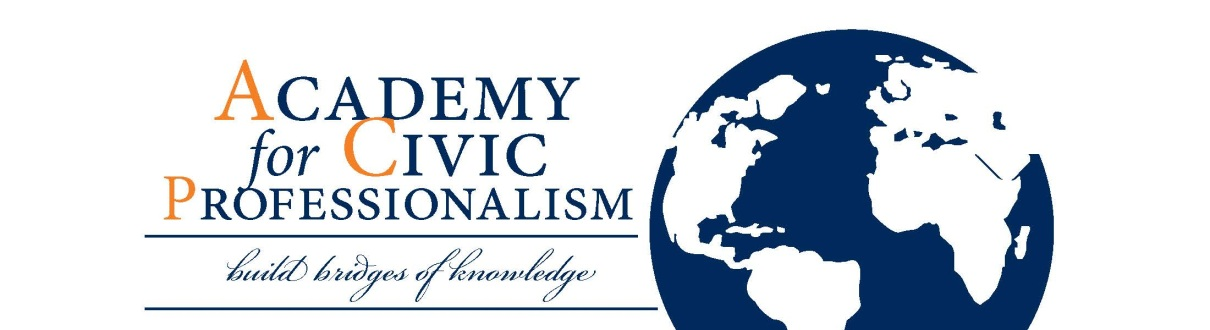 ACADEMY
for CIVIC
PROFESSIONALISM
build bridges of knowledge